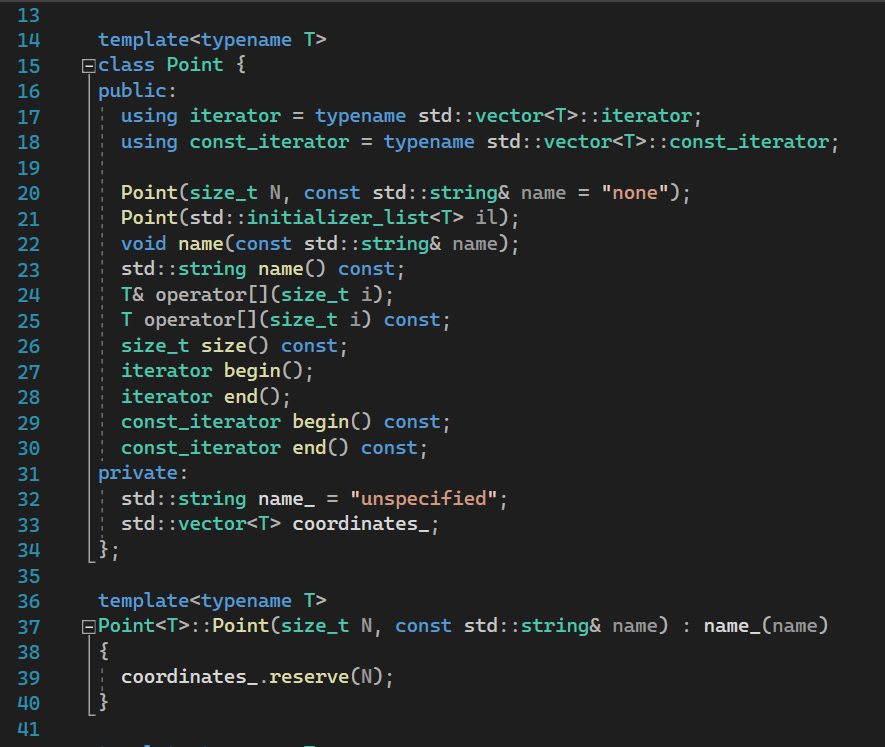 13
14 template<typename T>
15 class Point {
16 public:
17 using iterator = typename std::vector<T>::iterator;
18 using const_iterator = typename std::vector<T>::const_iterator;
19
20 Point(size_t N, const std::string& name = "none");
21 Point(std::initializer_list<T> il);
22 void name(const std::string& name);
23 std::string name() const;
24 T& operator[](size_t i);
25 T operator[](size_t i) const;
26 size_t size() const;
27 iterator begin();
28 iterator end();
29 const_iterator begin() const;
30 const_iterator end() const;
31 private:
32 std::string name_ = "unspecified";
33 std::vector<T> coordinates_;
34 };
35
36 template<typename T>
37 Point<T>::Point(size_t N, const std::string& name) : name_(name)
38 {
39 coordinates_.reserve(N);
40 }
41